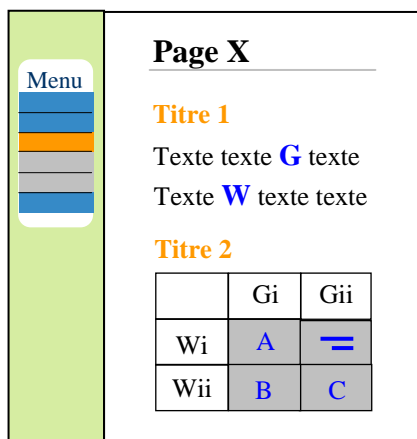 Menu
Page X
Titre 1
Texte texte G texte
Texte W texte texte
Titre 2
Gi Gii
Wi A
Wii B C